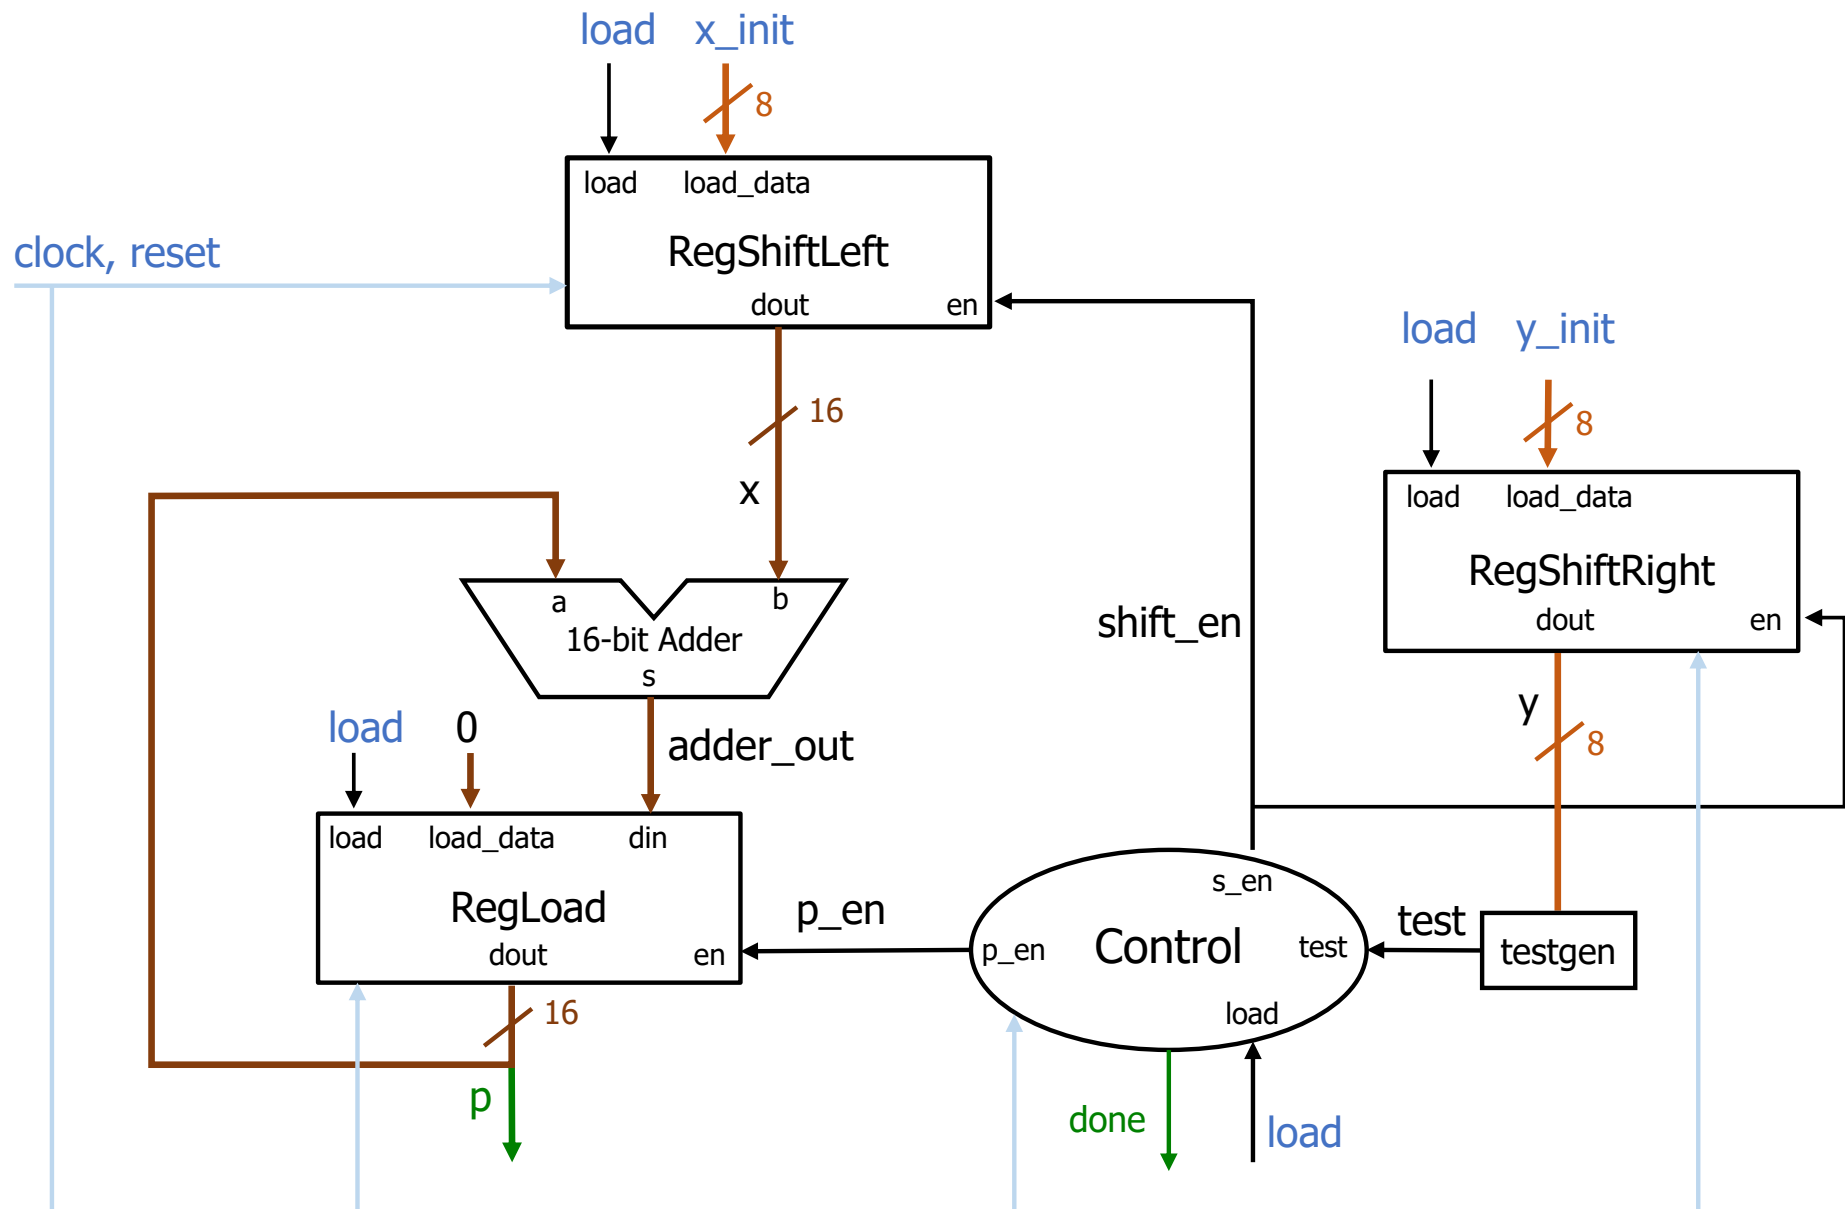 load x_init
8
load load_data
RegShiftLeft
dout en
clock, reset
load y_init
8
16
x
load load_data
RegShiftRight
dout en
a b
16-bit Adder
s
shift_en
y
8
load 0
adder_out
load load_data din
RegLoad
dout en
p_en
s_en
p_en Control test
load
test
testgen
16
p
done
load